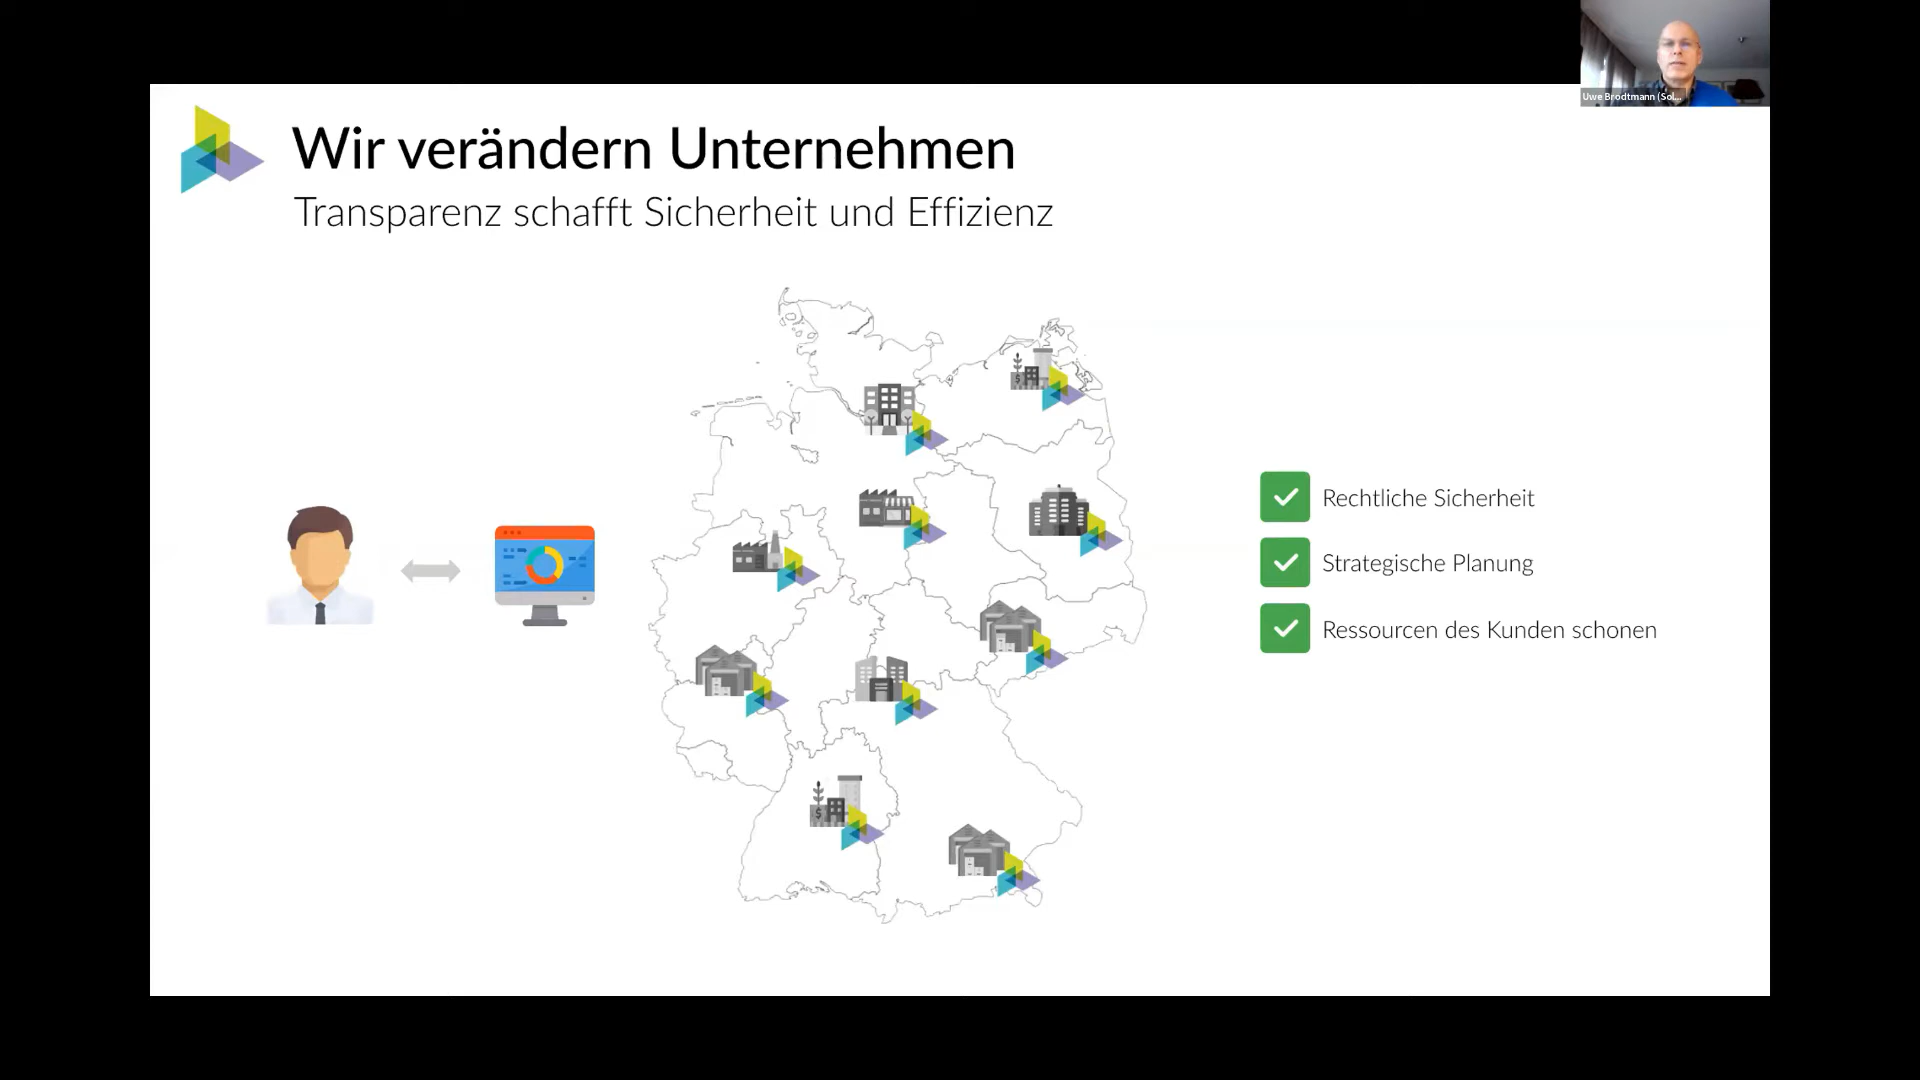 Uwe Brodtmann (Sol...
Wir verändern Unternehmen
Transparenz schafft Sicherheit und Effizienz
Rechtliche Sicherheit
Strategische Planung
Ressourcen des Kunden schonen